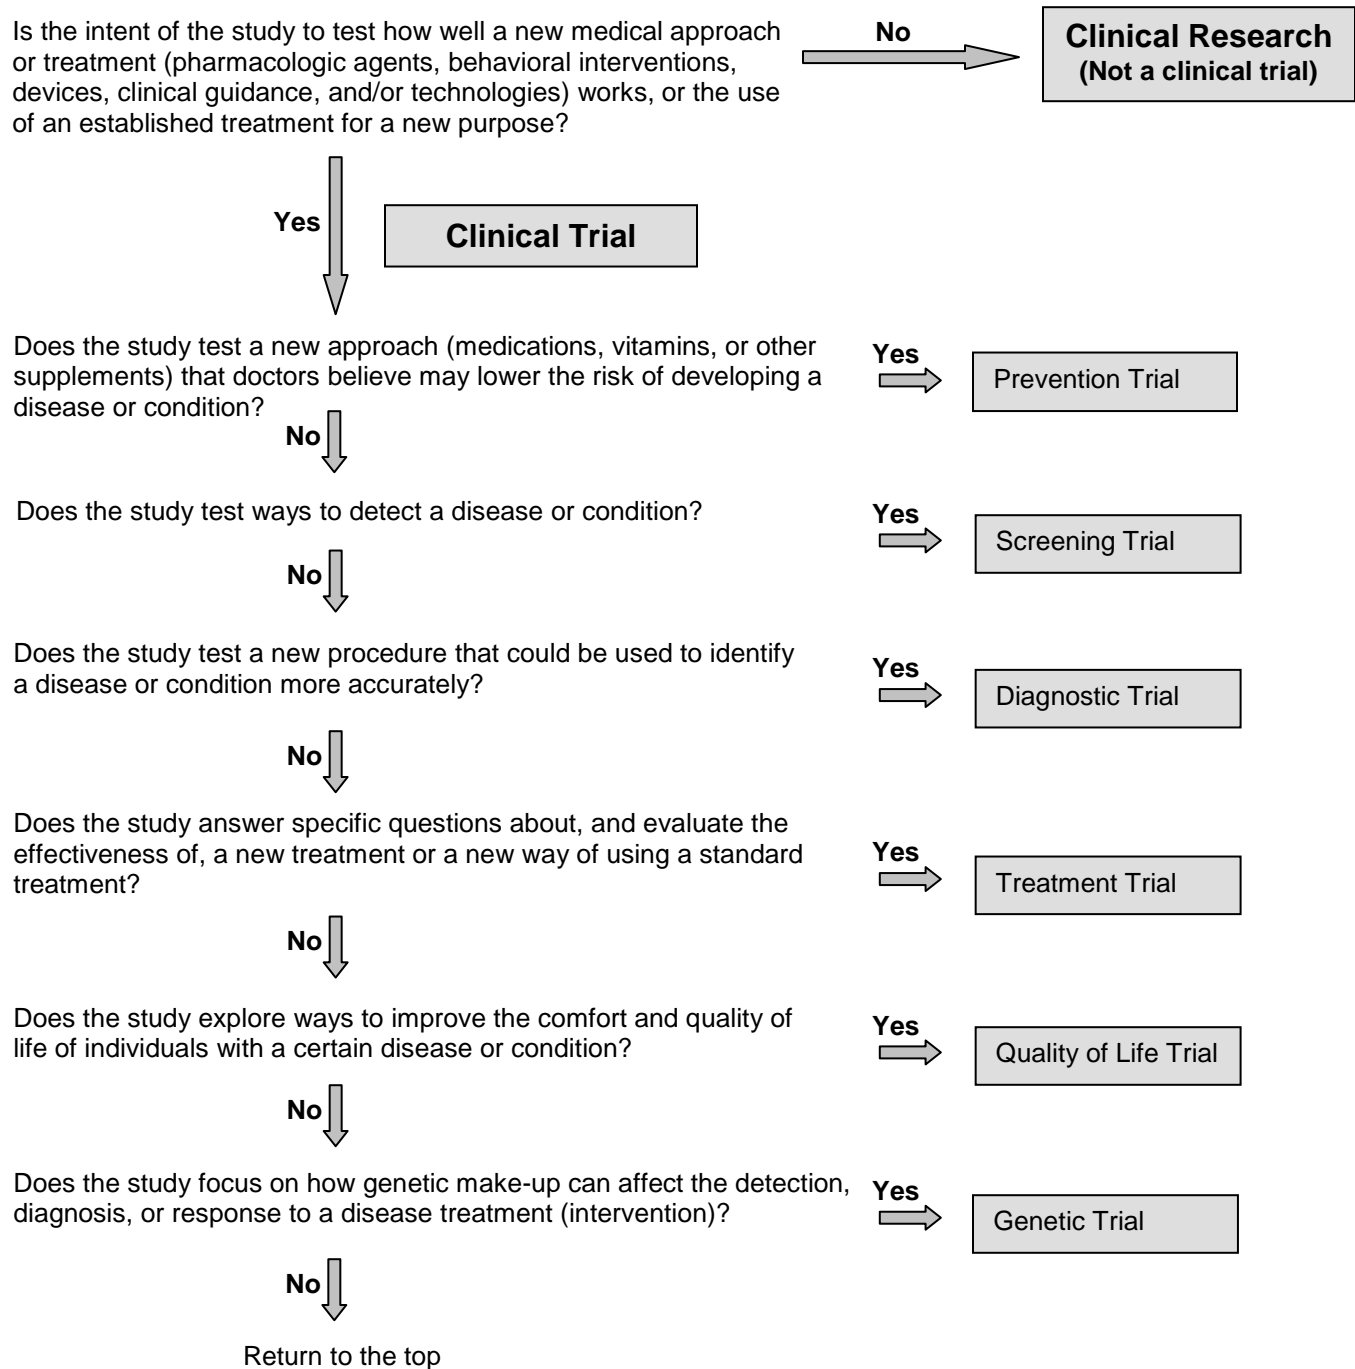 Is the intent of the study to test how well a new medical approach
or treatment (pharmacologic agents, behavioral interventions,
devices, clinical guidance, and/or technologies) works, or the use
of an established treatment for a new purpose?
No
Clinical Research
(Not a clinical trial)
Yes
Clinical Trial
Does the study test a new approach (medications, vitamins, or other
supplements) that doctors believe may lower the risk of developing a
disease or condition?
Yes
Prevention Trial
No
Does the study test ways to detect a disease or condition?
Yes
Screening Trial
No
Does the study test a new procedure that could be used to identify
a disease or condition more accurately?
Yes
Diagnostic Trial
No
Does the study answer specific questions about, and evaluate the
effectiveness of, a new treatment or a new way of using a standard
treatment?
Yes
Treatment Trial
No
Does the study explore ways to improve the comfort and quality of
life of individuals with a certain disease or condition?
Yes
Quality of Life Trial
No
Does the study focus on how genetic make-up can affect the detection,
diagnosis, or response to a disease treatment (intervention)?
Yes
Genetic Trial
No
Return to the top